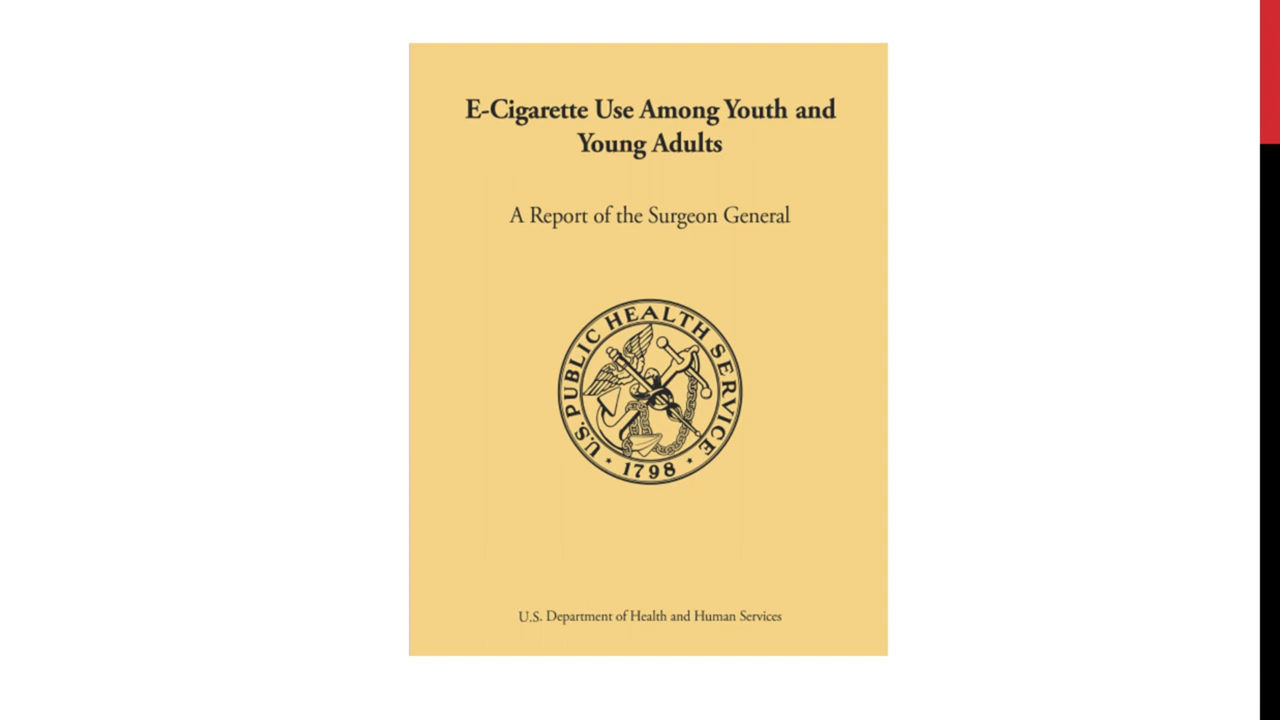 E-Cigarette Use Among Youth and
Young Adults
A Report of the Surgeon General
U.S. PUBLIC HEALTH SERVICE
1798
U.S. Department of Health and Human Services